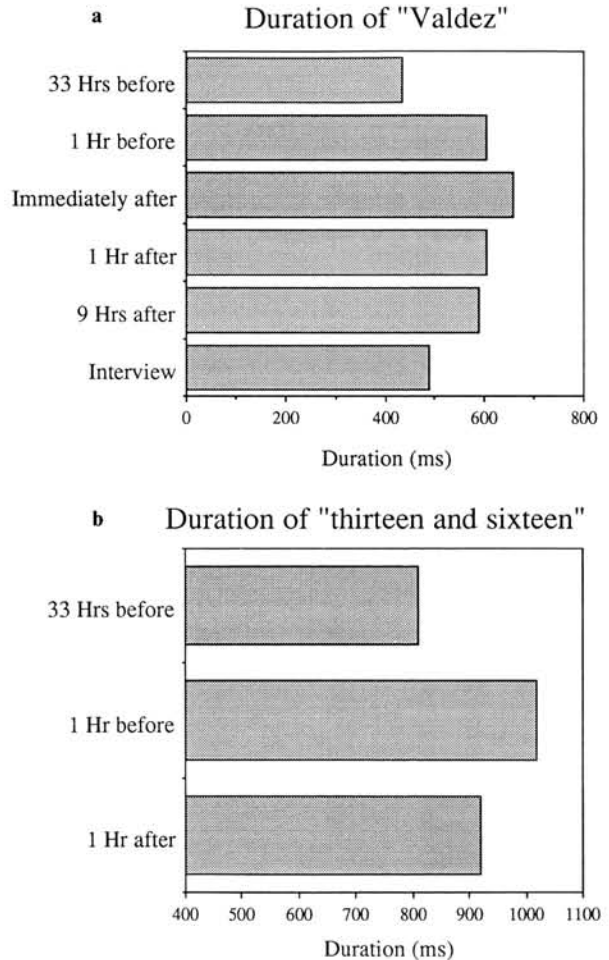 a Duration of "Valdez"
33 Hrs before
1 Hr before
Immediately after
1 Hr after
9 Hrs after
Interview
0 200 400 600 800
Duration (ms)
b Duration of "thirteen and sixteen"
33 Hrs before
1 Hr before
1 Hr after
400 500 600 700 800 900 1000 1100
Duration (ms)